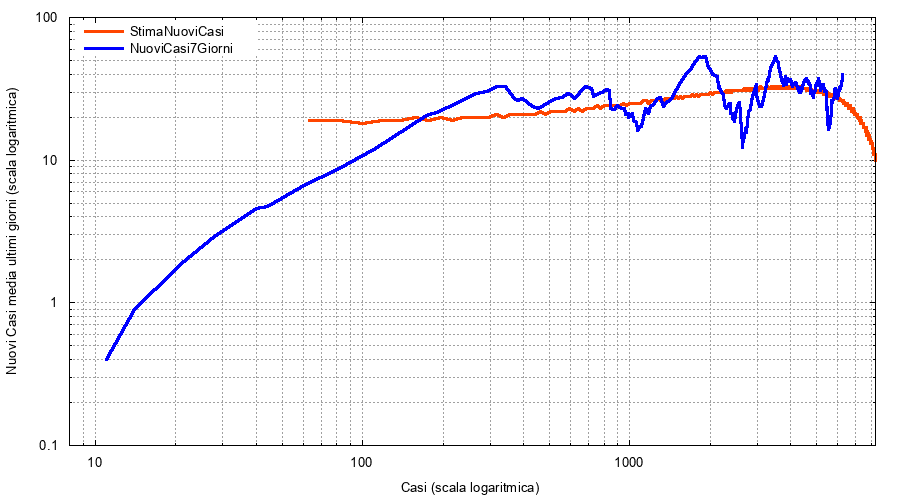 100
StimaNuoviCasi
NuoviCasi7Giorni
10
1
0.1
Nuovi Casi media ultimi giorni (scala logaritmica)
10 100 1000
Casi (scala logaritmica)